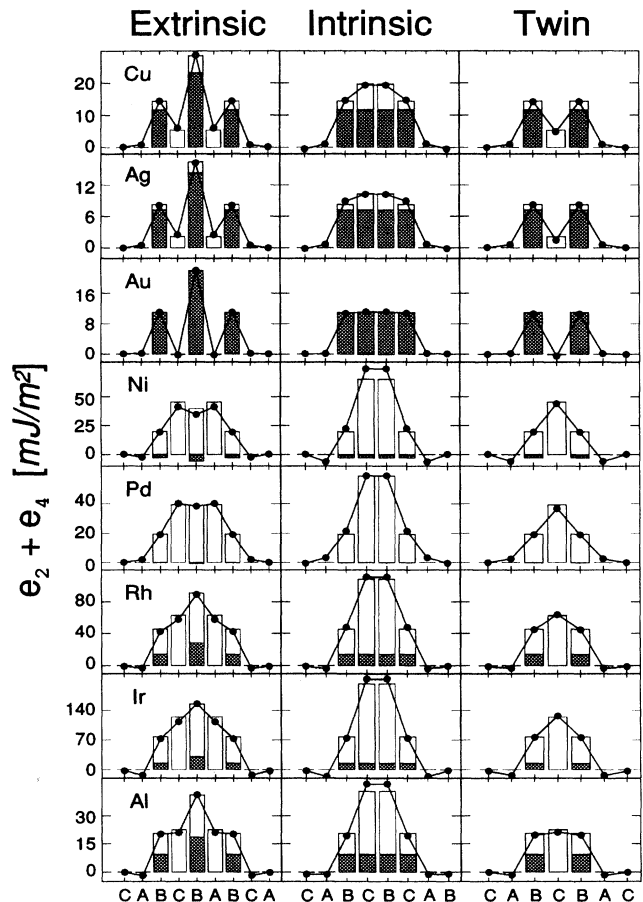 Extrinsic Intrinsic Twin
Cu
20
10
0
Ag
12
6
0
Au
16
8
0
Ni
50
25
0
Pd
40
20
0
Rh
80
40
0
Ir
140
70
0
Al
30
15
0
e2 + e4 [mJ/m²]
C A B C B A B C A C A B C B C A B C A B C B A C